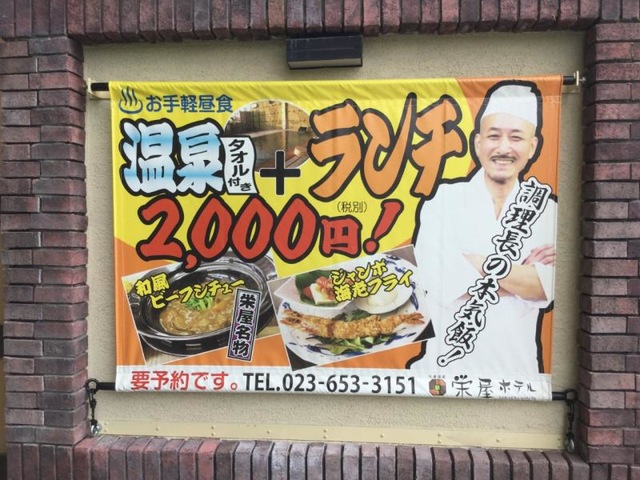 お手軽昼食
温泉
タオル付き
+
ランチ
2,000円!
(税別)
和風
ビーフシチュー
栄屋名物
ジャンボ
海老フライ
調理長の本気飯!
要予約です。TEL.023-653-3151
栄屋ホテル